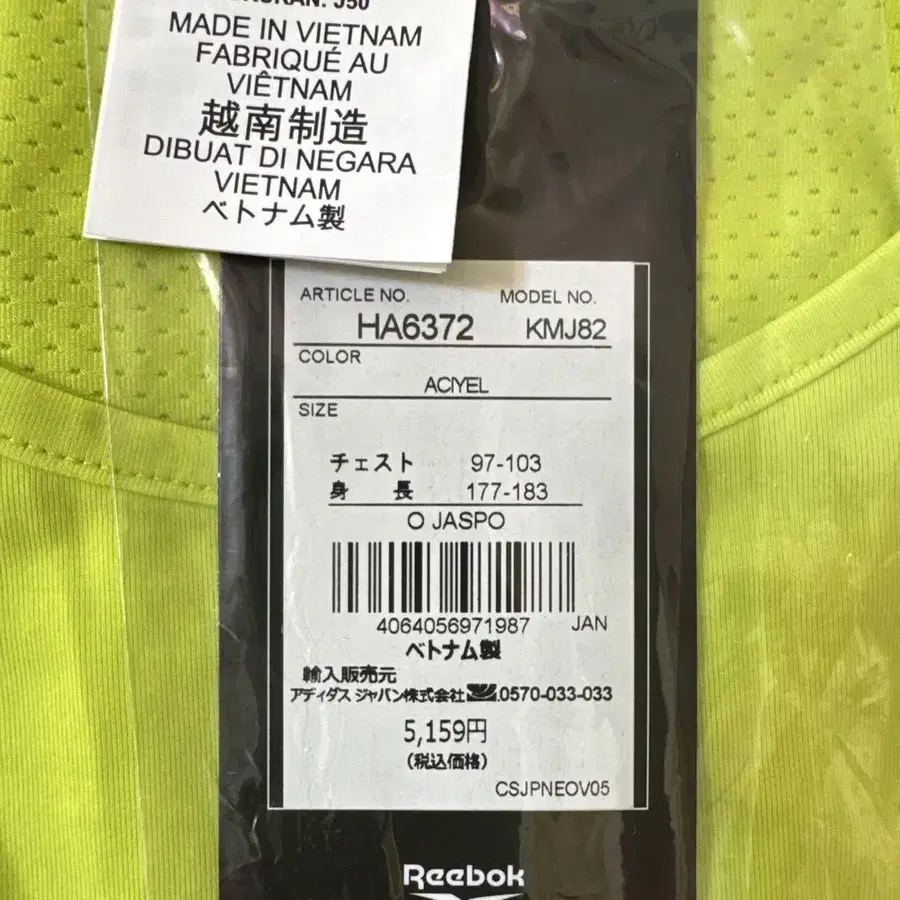 MADE IN VIETNAM
FABRIQUÉ AU
VIÊTNAM
越南制造
DIBUAT DI NEGARA
VIETNAM
ベトナム製
ARTICLE NO. MODEL NO.
HA6372 KMJ82
COLOR
ACIYEL
SIZE
チェスト 97-103
身 長 177-183
O JASPO
4064056971987 JAN
ベトナム製
輸入販売元
アディダス ジャパン株式会社 .0570-033-033
5,159円
(税込価格)
CSJPNEOV05
Reebok